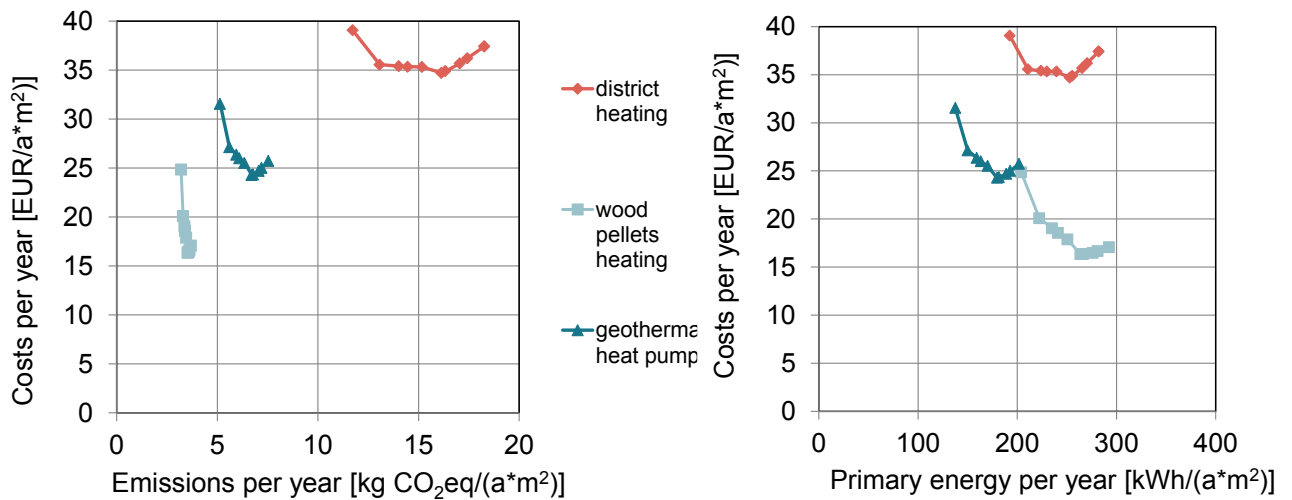 Costs per year [EUR/a*m²)]
40
35
30
25
20
15
10
5
0
0 5 10 15 20
Emissions per year [kg CO₂eq/(a*m²)]
district
heating
wood
pellets
heating
geotherma
heat pump
Costs per year [EUR/a*m²)]
40
35
30
25
20
15
10
5
0
0 100 200 300 400
Primary energy per year [kWh/(a*m²)]